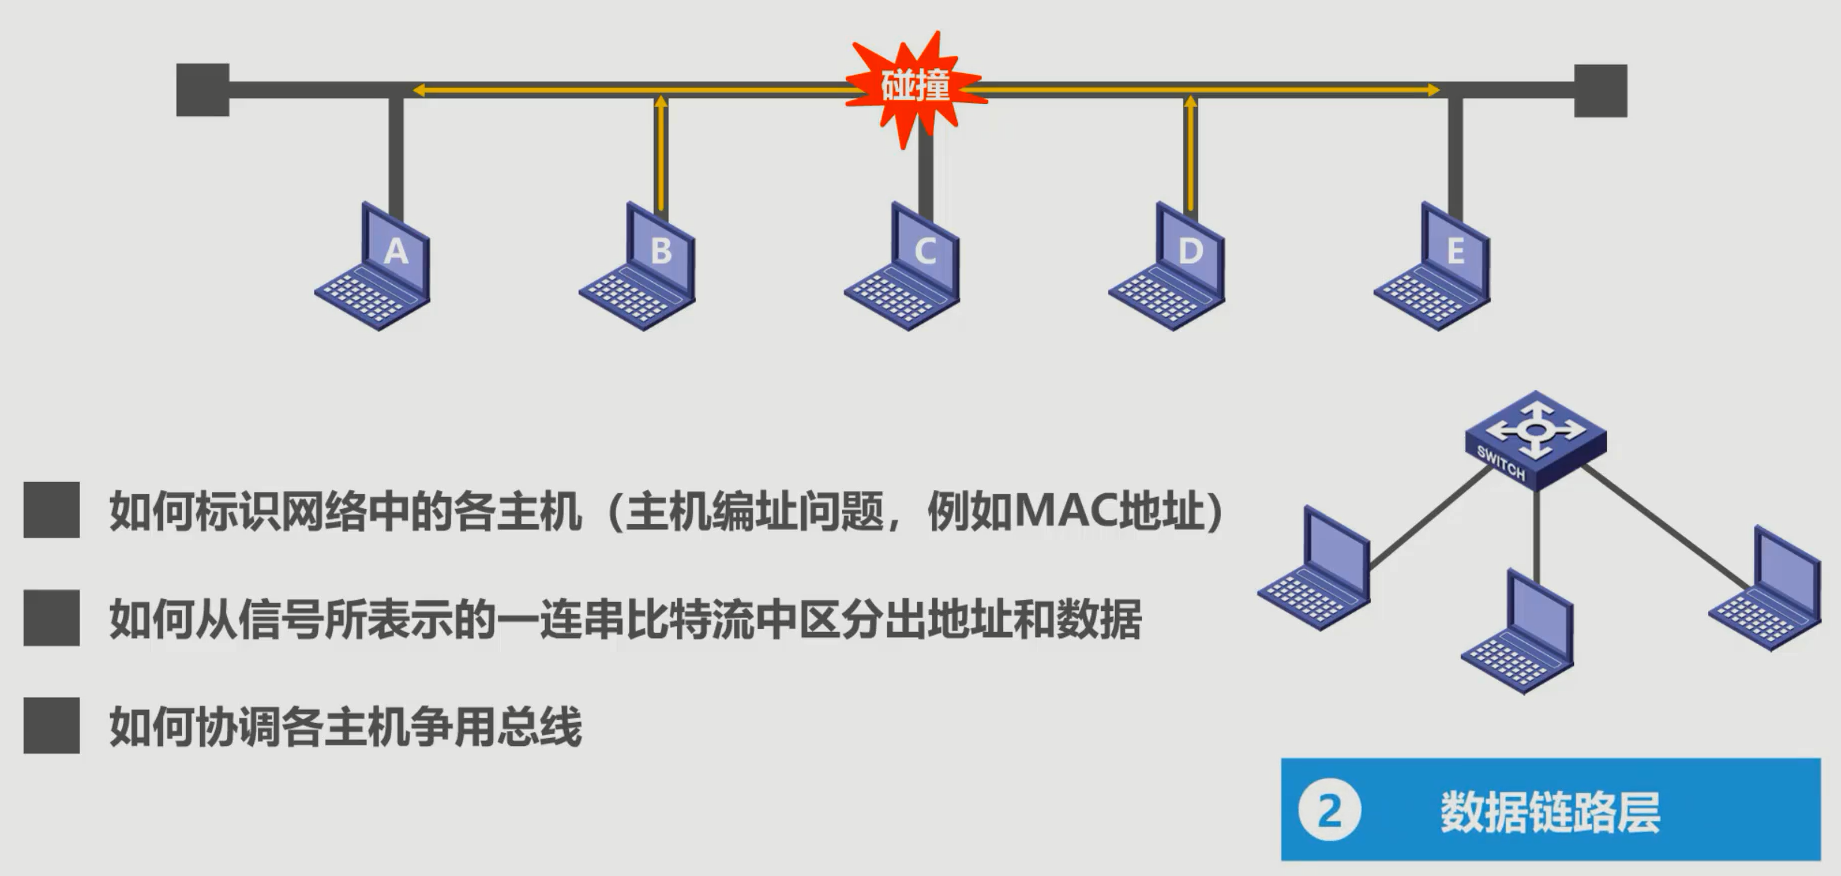 碰撞
A
B
C
D
E
SWITCH
如何标识网络中的各主机（主机编址问题，例如MAC地址）
如何从信号所表示的一连串比特流中区分出地址和数据
如何协调各主机争用总线
2 数据链路层